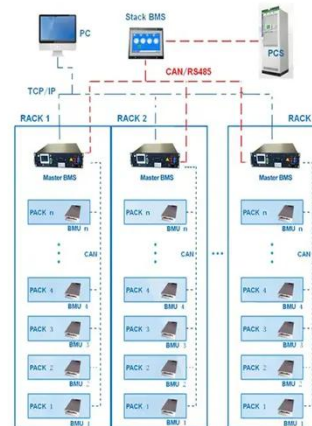 PC
Stack BMS
PCS
CAN/RS485
TCP/IP
RACK 1
RACK 2
RACK
Master BMS
Master BMS
Master BMS
PACK n
BMU n
PACK n
BMU n
PACK n
BMU n
CAN
CAN
CAN
PACK 4
BMU 4
PACK 4
BMU 4
PACK 4
BMU 4
PACK 3
BMU 3
PACK 3
BMU 3
PACK 3
BMU 3
PACK 2
BMU 2
PACK 2
BMU 2
PACK 2
BMU 2
PACK 1
BMU 1
PACK 1
BMU 1
PACK 1
BMU 1